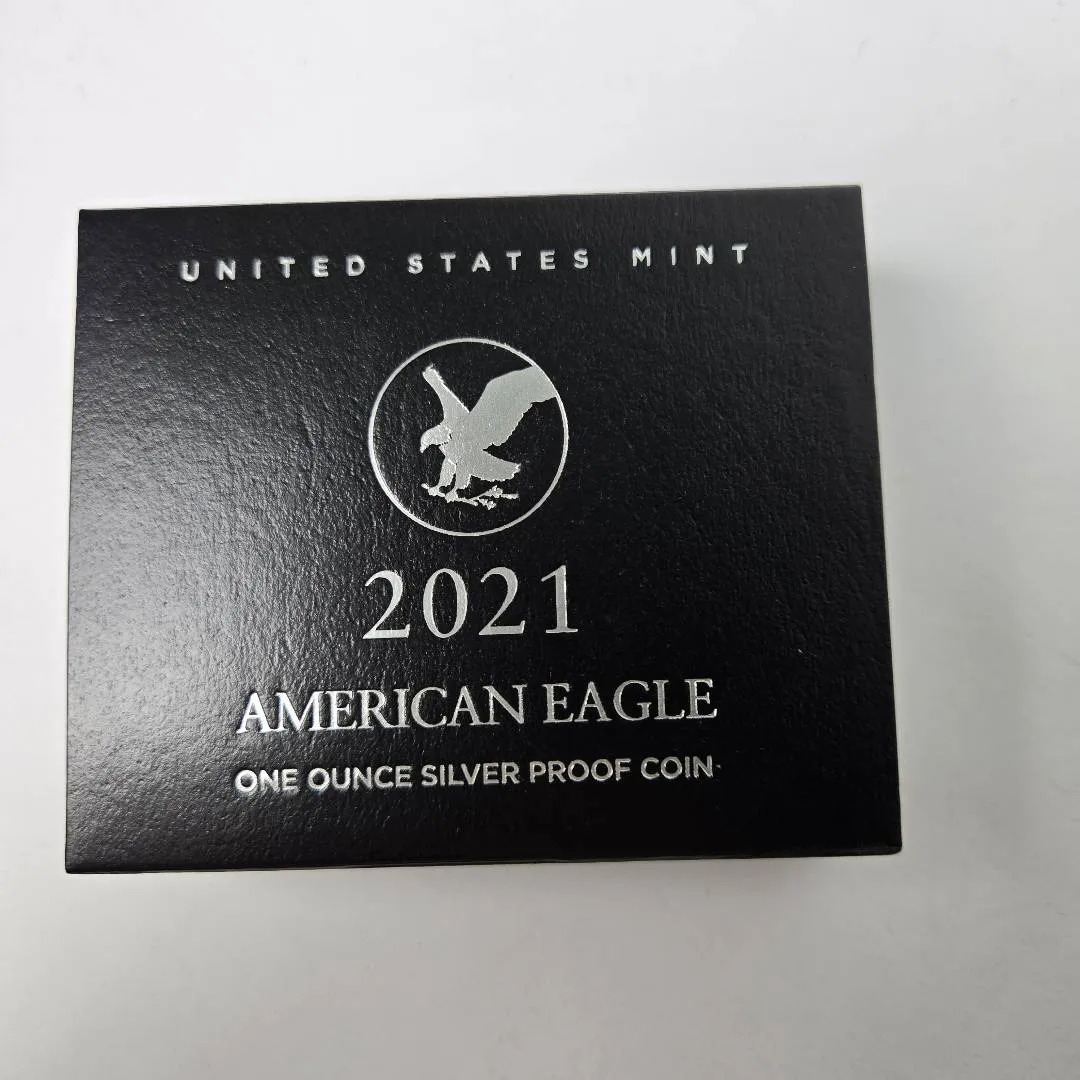 UNITED STATES MINT
2021
AMERICAN EAGLE
ONE OUNCE SILVER PROOF COIN